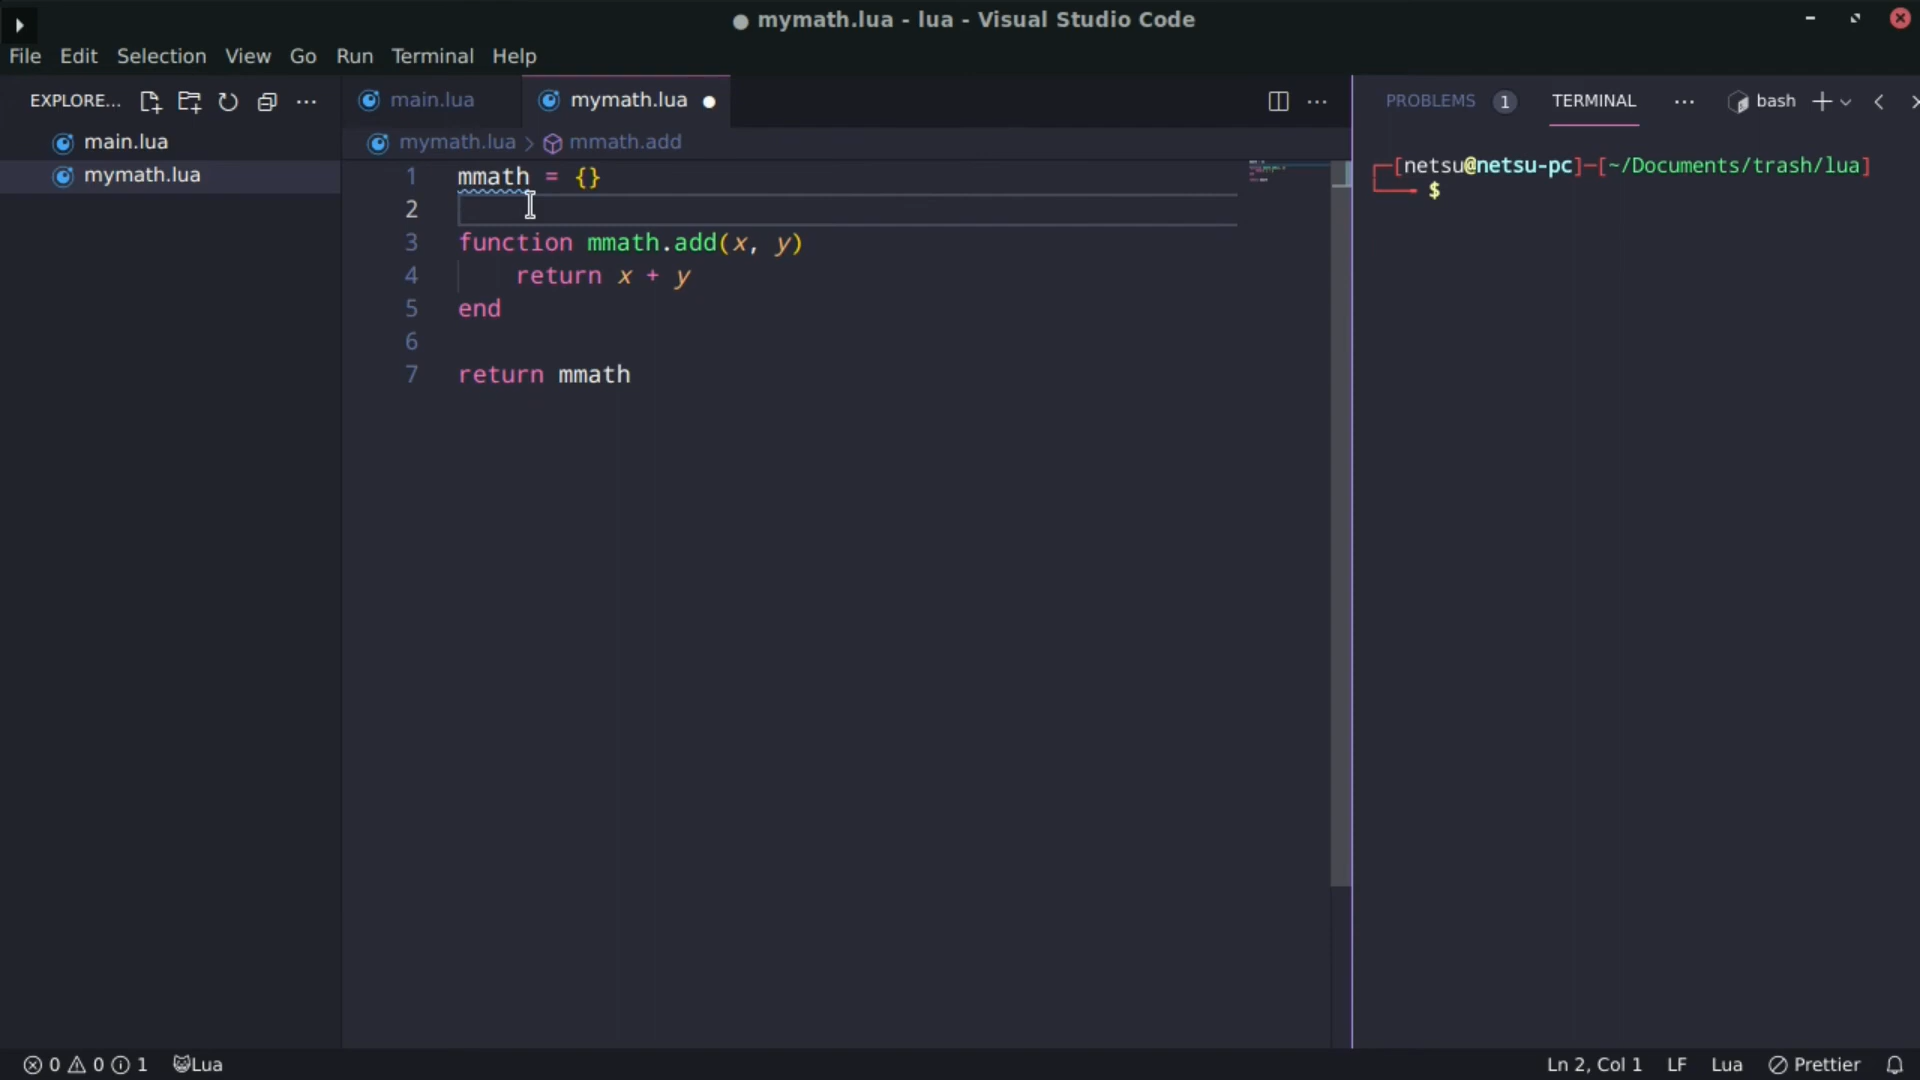 ● mymath.lua - lua - Visual Studio Code
File Edit Selection View Go Run Terminal Help
EXPLORE...
main.lua
mymath.lua
main.lua mymath.lua ●
mymath.lua > mmath.add
1 mmath = {}
2
3 function mmath.add(x, y)
4 return x + y
5 end
6
7 return mmath
PROBLEMS 1 TERMINAL ... bash
┌─[netsu@netsu-pc]─[~/Documents/trash/lua]
└── $
0 0 1 Lua
Ln 2, Col 1 LF Lua Prettier